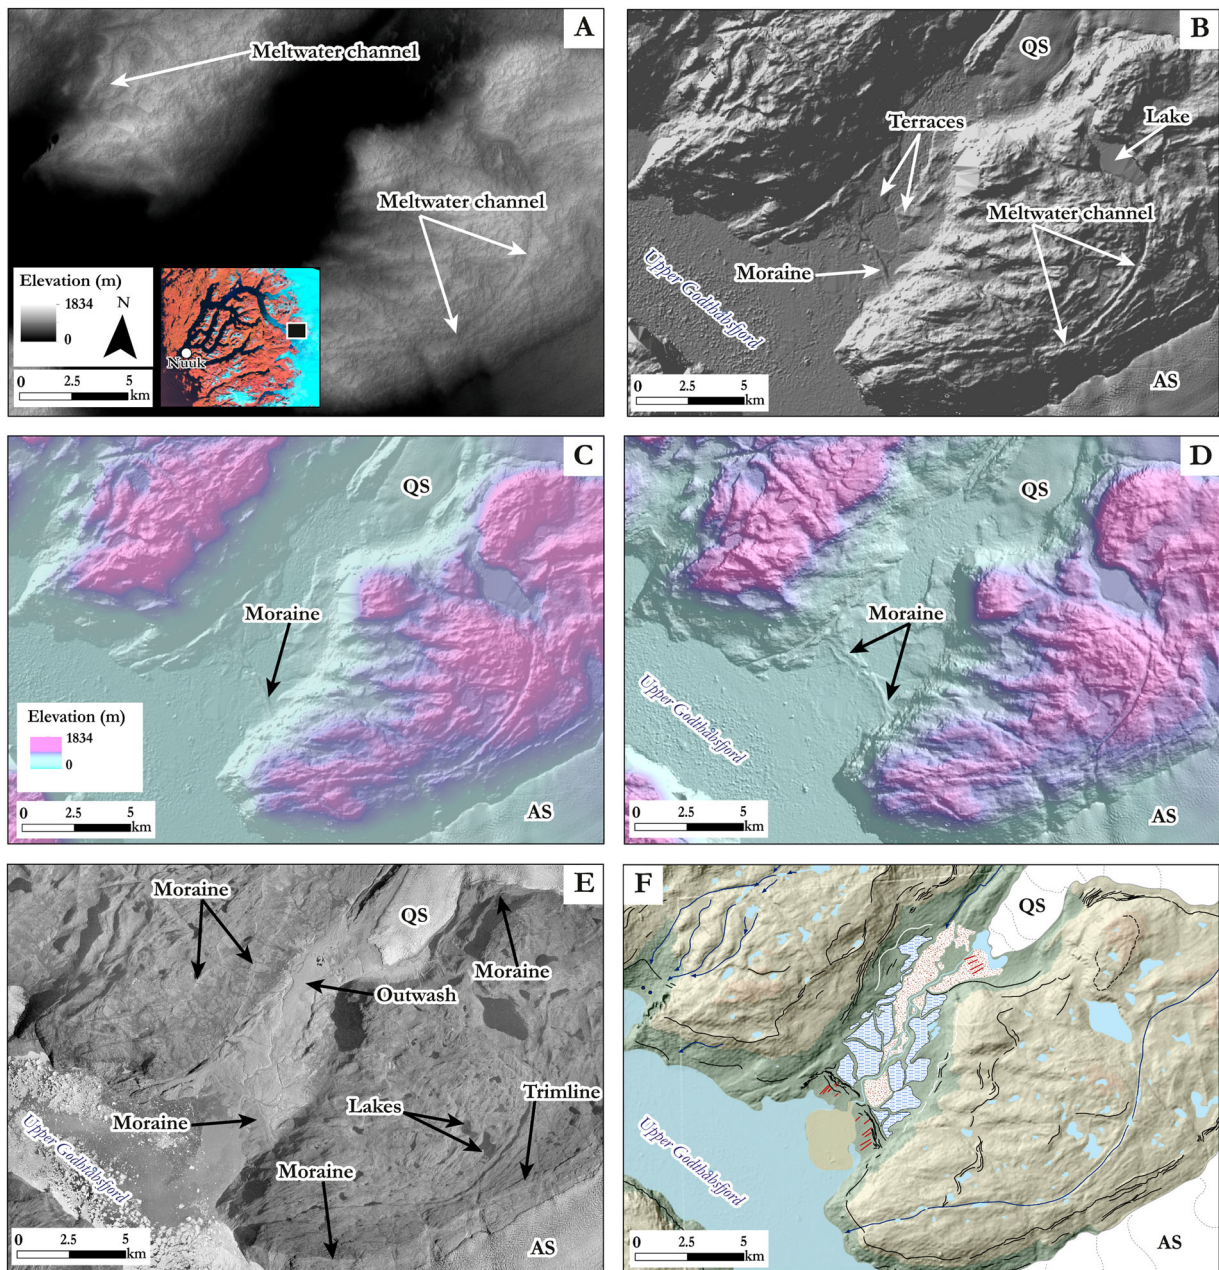 A
Meltwater channel
Meltwater channel
Elevation (m)
1834
0
N
Nuuk
0 2.5 5
km
B
QS
Terraces
Lake
Meltwater channel
Moraine
Upper Godthåbsfjord
0 2.5 5
km
AS
C
QS
Moraine
Elevation (m)
1834
0
0 2.5 5
km
AS
D
QS
Moraine
Upper Godthåbsfjord
0 2.5 5
km
AS
E
Moraine
QS
Moraine
Outwash
Trimline
Lakes
Moraine
Moraine
Upper Godthåbsfjord
0 2.5 5
km
AS
F
QS
Upper Godthåbsfjord
0 2.5 5
km
AS